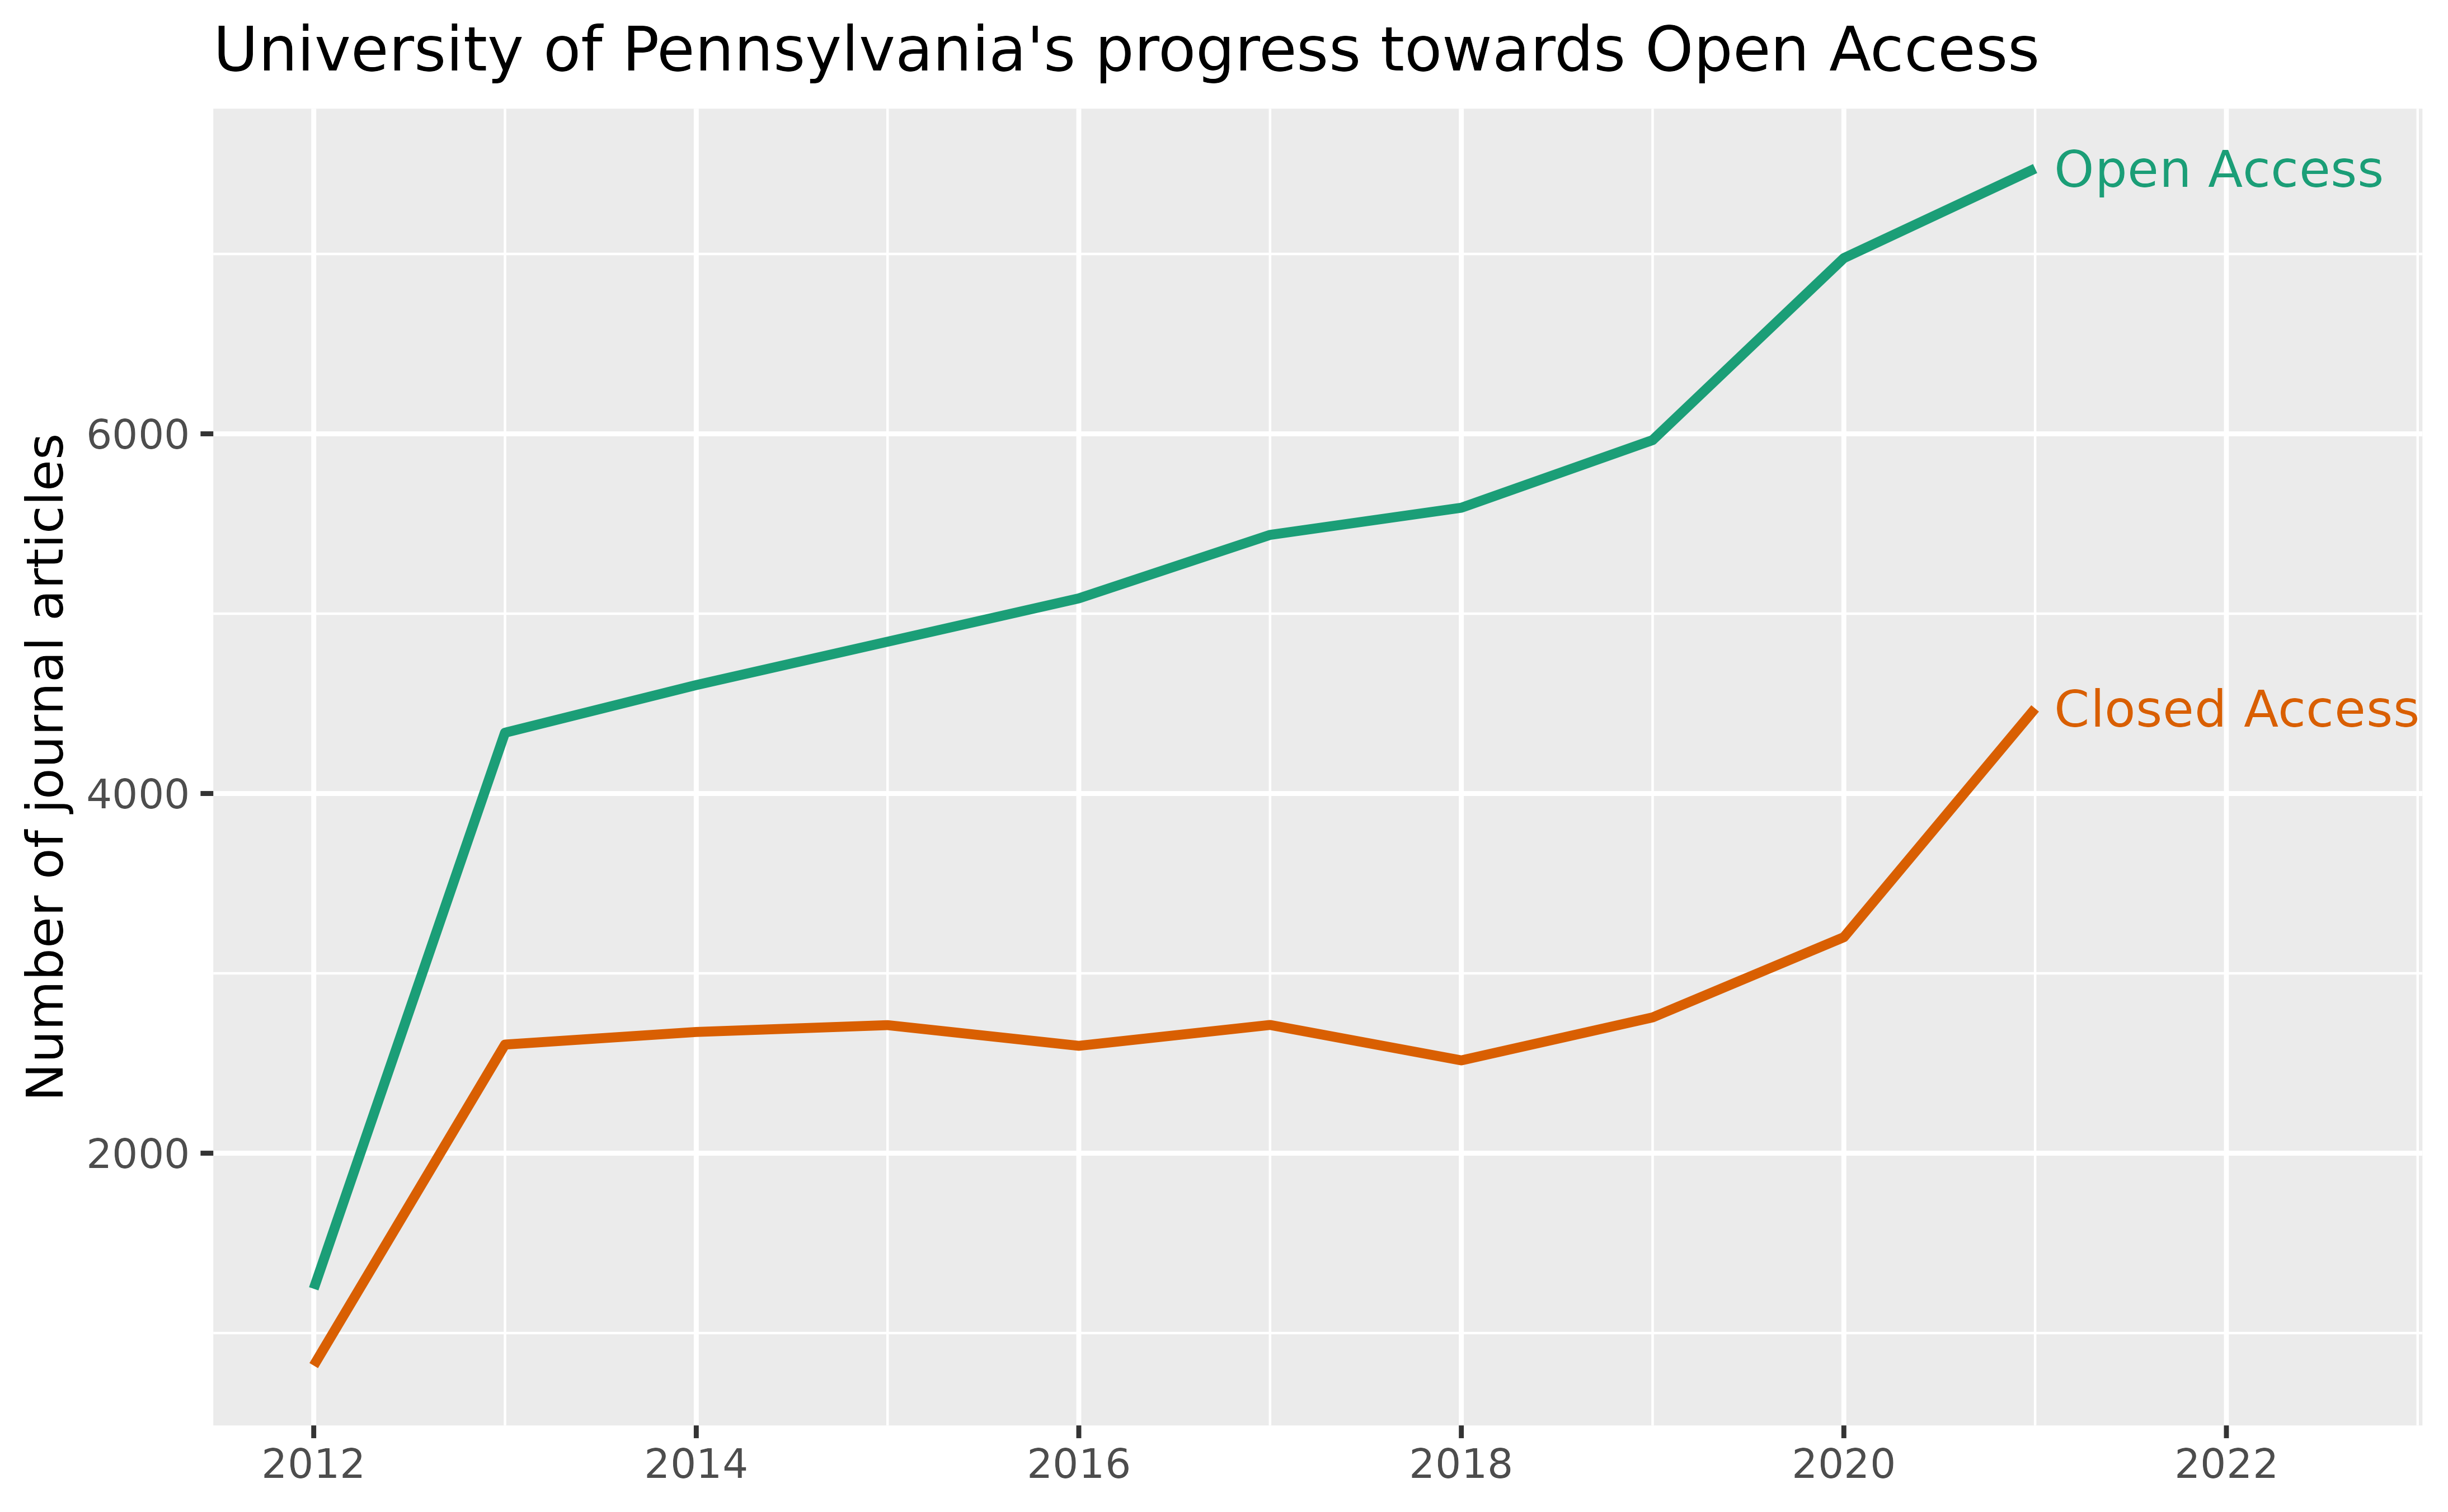 University of Pennsylvania's progress towards Open Access
Open Access
Closed Access
Number of journal articles
6000
4000
2000
2012 2014 2016 2018 2020 2022